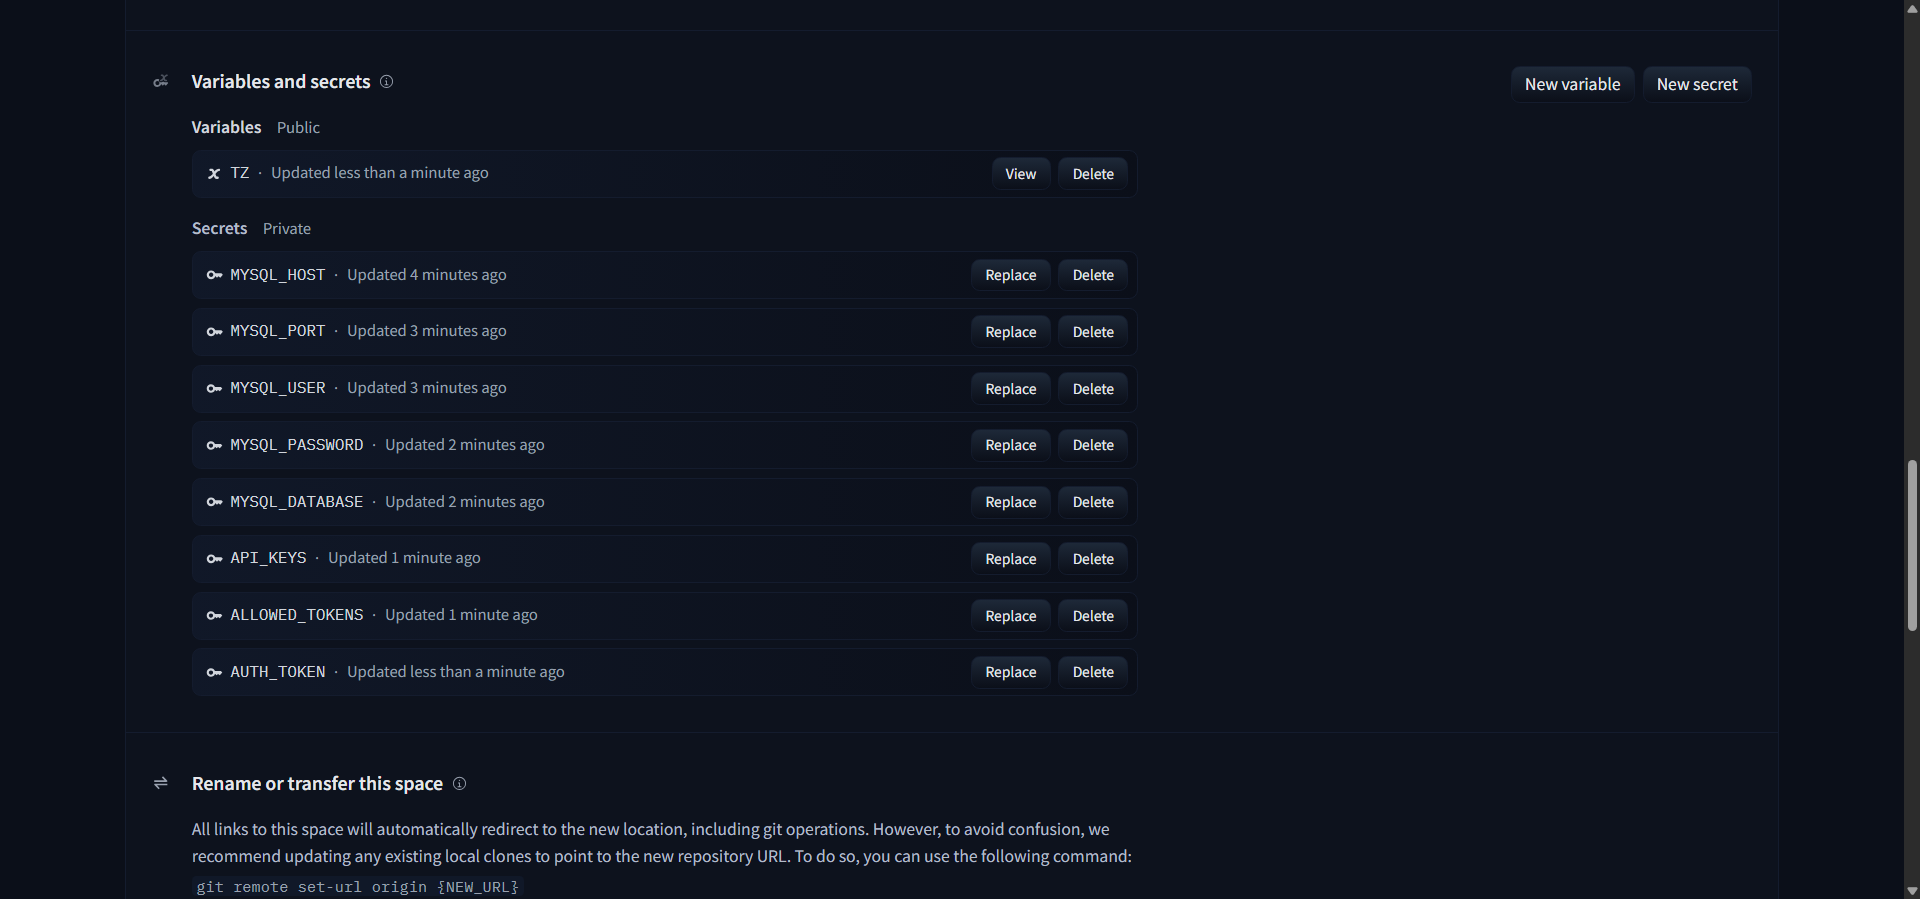 Variables and secrets
New variable
New secret
Variables Public
TZ · Updated less than a minute ago
View
Delete
Secrets Private
MYSQL_HOST · Updated 4 minutes ago
Replace
Delete
MYSQL_PORT · Updated 3 minutes ago
Replace
Delete
MYSQL_USER · Updated 3 minutes ago
Replace
Delete
MYSQL_PASSWORD · Updated 2 minutes ago
Replace
Delete
MYSQL_DATABASE · Updated 2 minutes ago
Replace
Delete
API_KEYS · Updated 1 minute ago
Replace
Delete
ALLOWED_TOKENS · Updated 1 minute ago
Replace
Delete
AUTH_TOKEN · Updated less than a minute ago
Replace
Delete
Rename or transfer this space
All links to this space will automatically redirect to the new location, including git operations. However, to avoid confusion, we
recommend updating any existing local clones to point to the new repository URL. To do so, you can use the following command:
git remote set-url origin {NEW_URL}